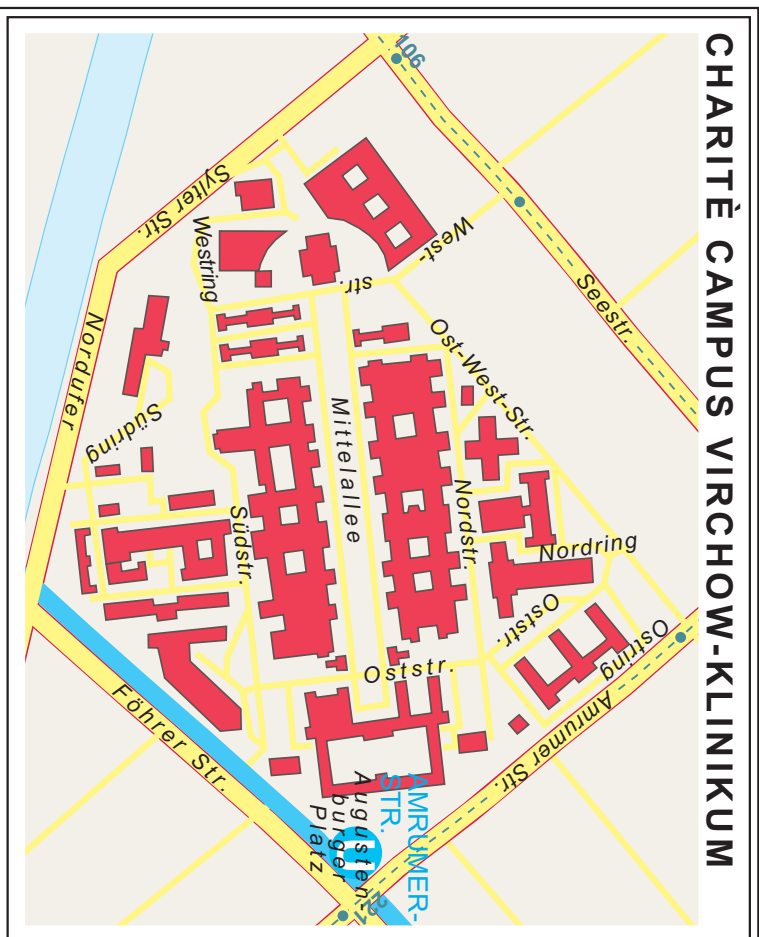 CHARITÈ CAMPUS VIRCHOW-KLINIKUM
106
Seestr.
West-
str.
Sylter Str.
Westring
Ost-West-Str.
Nordufer
Südring
Mittelallee
Nordstr.
Südstr.
Nordring
Oststr.
Ostring
Oststr.
Amrumer Str.
Föhrer Str.
AMRUMER-
STR.
Augusten-
burger
Platz
U
221